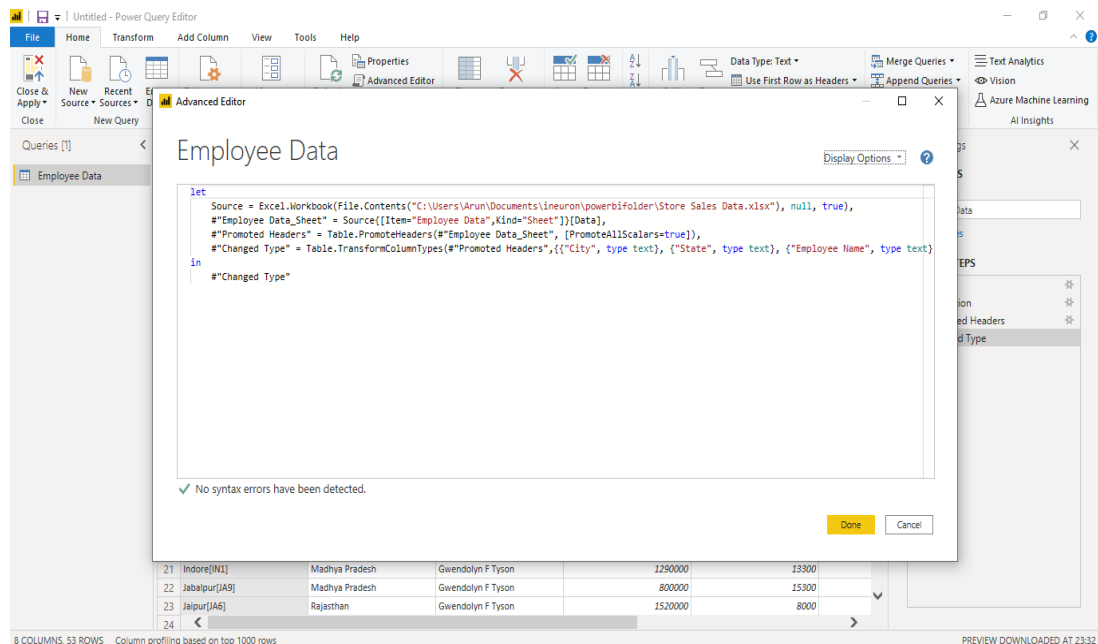 Untitled - Power Query Editor
File Home Transform Add Column View Tools Help
Close & Apply
New Source
Recent Sources
Properties
Advanced Editor
Data Type: Text
Use First Row as Headers
Merge Queries
Append Queries
Text Analytics
Vision
Azure Machine Learning
Close
New Query
AI Insights
Queries [1]
Employee Data
Advanced Editor
Employee Data
Display Options
let
Source = Excel.Workbook(File.Contents("C:\Users\Arun\Documents\ineuron\powerbifolder\Store Sales Data.xlsx"), null, true),
#"Employee Data_Sheet" = Source{[Item="Employee Data",Kind="Sheet"]}[Data],
#"Promoted Headers" = Table.PromoteHeaders(#"Employee Data_Sheet", [PromoteAllScalars=true]),
#"Changed Type" = Table.TransformColumnTypes(#"Promoted Headers",{{"City", type text}, {"State", type text}, {"Employee Name", type text}
in
#"Changed Type"
No syntax errors have been detected.
Done Cancel
gs
S
Data
es
TEPS
ion
ed Headers
d Type
21 Indore[IN1] Madhya Pradesh Gwendolyn F Tyson 1290000 13300
22 Jabalpur[JA9] Madhya Pradesh Gwendolyn F Tyson 800000 15300
23 Jaipur[JA6] Rajasthan Gwendolyn F Tyson 1520000 8000
24
8 COLUMNS, 53 ROWS Column profiling based on top 1000 rows PREVIEW DOWNLOADED AT 23:32